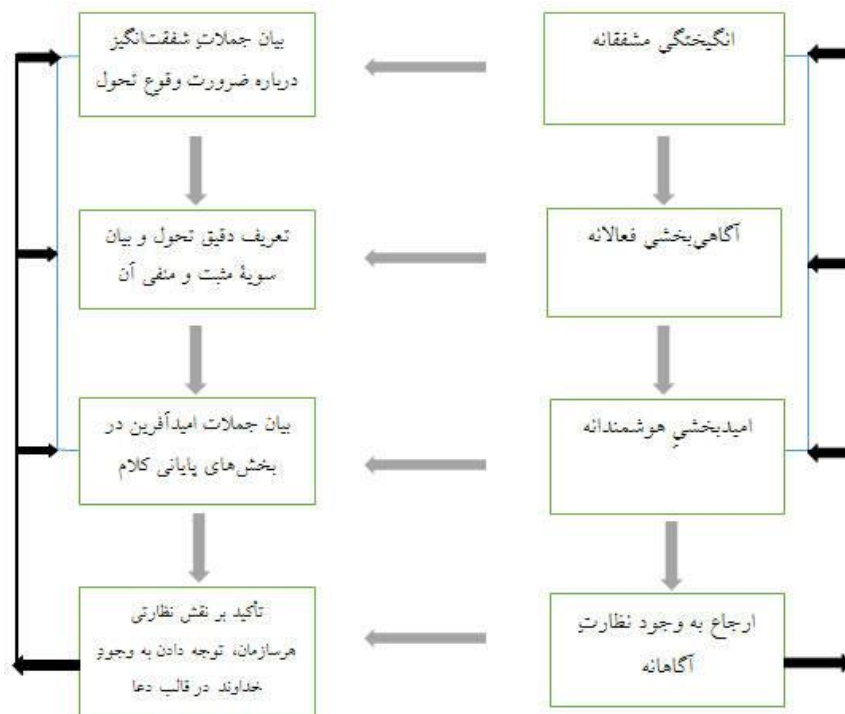 انگیختگیِ مشفقانه
بیان جملاتِ شفقت‌انگیز
درباره ضرورت وقوعِ تحول
آگاهی‌بخشیِ فعالانه
تعریف دقیق تحول و بیان
سویهٔ مثبت و منفی آن
امیدبخشیِ هوشمندانه
بیان جملات امیدآفرین در
بخش‌های پایانی کلام
ارجاع به وجود نظارتِ
آگاهانه
تأکید بر نقش نظارتی
هرسازمان، توجه دادن به وجودِ
خداوند در قالب دعا